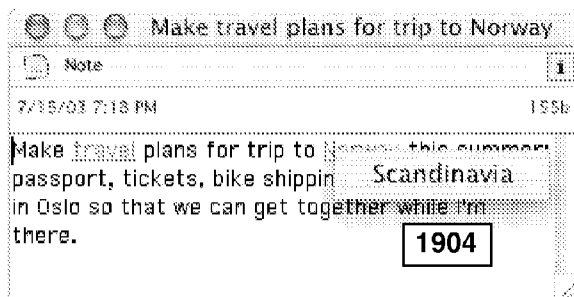 Make travel plans for trip to Norway
Note
i
7/15/03 7:18 PM
155b
Make travel plans for trip to Norway this summer:
passport, tickets, bike shippin
Scandinavia
in Oslo so that we can get together while I'm
there.
1904